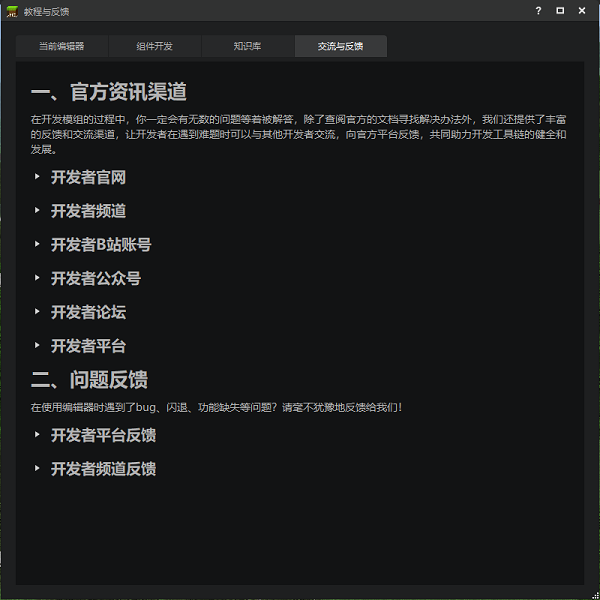 教程与反馈
当前编辑器 组件开发 知识库 交流与反馈
一、官方资讯渠道
在开发模组的过程中，你一定会有无数的问题等着被解答，除了查阅官方的文档寻找解决办法外，我们还提供了丰富
的反馈和交流渠道，让开发者在遇到难题时可以与其他开发者交流，向官方平台反馈，共同助力开发工具链的健全和
发展。
开发者官网
开发者频道
开发者B站账号
开发者公众号
开发者论坛
开发者平台
二、问题反馈
在使用编辑器时遇到了bug、闪退、功能缺失等问题？请毫不犹豫地反馈给我们！
开发者平台反馈
开发者频道反馈